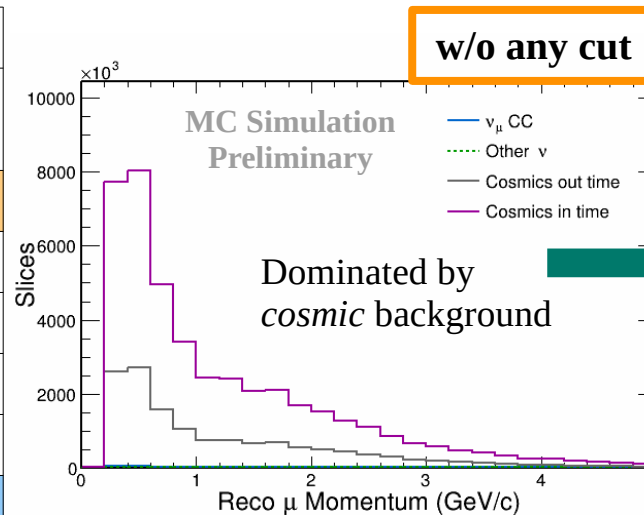 w/o any cut
×10³
MC Simulation
Preliminary
ν_μ CC
Other ν
Cosmics out time
Cosmics in time
Dominated by
cosmic background
Slices
10000
8000
6000
4000
2000
0
0 1 2 3 4
Reco μ Momentum (GeV/c)